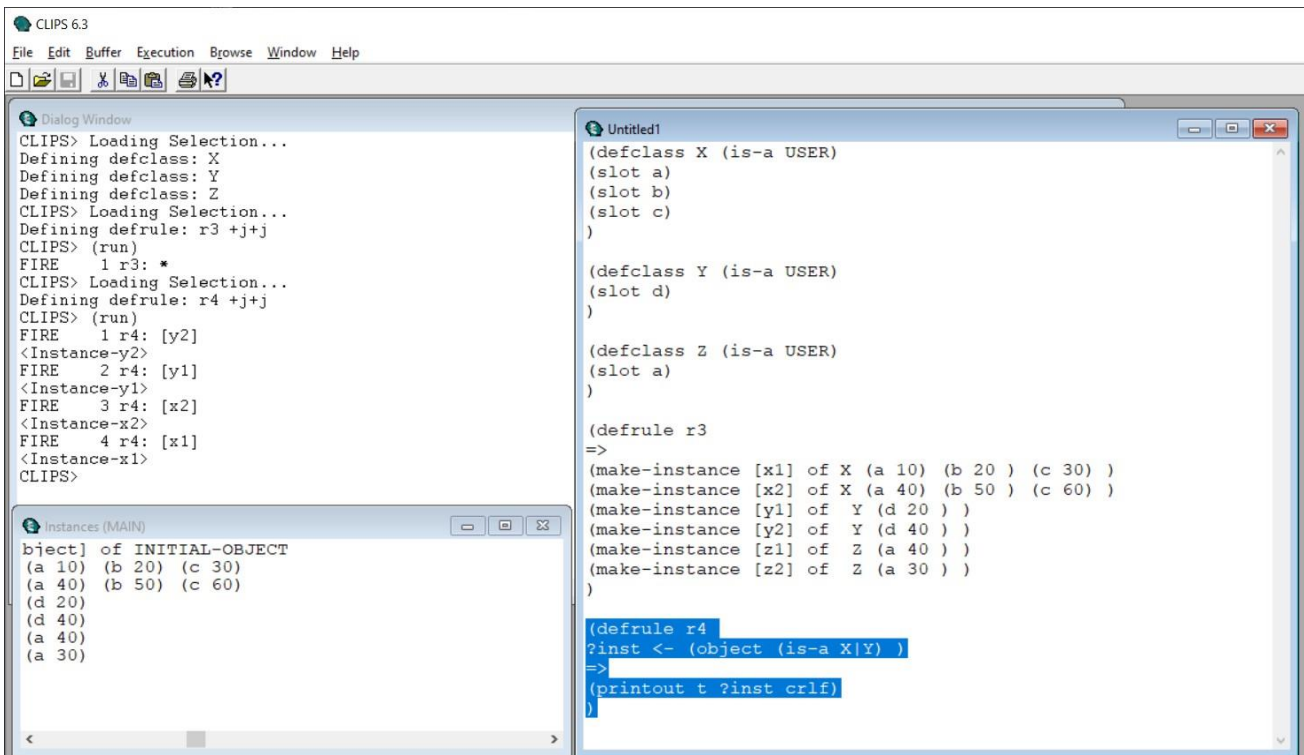 CLIPS 6.3
File Edit Buffer Execution Browse Window Help
Dialog Window
CLIPS> Loading Selection...
Defining defclass: X
Defining defclass: Y
Defining defclass: Z
CLIPS> Loading Selection...
Defining defrule: r3 +j+j
CLIPS> (run)
FIRE    1 r3: *
CLIPS> Loading Selection...
Defining defrule: r4 +j+j
CLIPS> (run)
FIRE    1 r4: [y2]
<Instance-y2>
FIRE    2 r4: [y1]
<Instance-y1>
FIRE    3 r4: [x2]
<Instance-x2>
FIRE    4 r4: [x1]
<Instance-x1>
CLIPS>
Instances (MAIN)
bject] of INITIAL-OBJECT
(a 10) (b 20) (c 30)
(a 40) (b 50) (c 60)
(d 20)
(d 40)
(a 40)
(a 30)
Untitled1
(defclass X (is-a USER)
(slot a)
(slot b)
(slot c)
)
(defclass Y (is-a USER)
(slot d)
)
(defclass Z (is-a USER)
(slot a)
)
(defrule r3
=>
(make-instance [x1] of X (a 10) (b 20 ) (c 30) )
(make-instance [x2] of X (a 40) (b 50 ) (c 60) )
(make-instance [y1] of  Y (d 20 ) )
(make-instance [y2] of  Y (d 40 ) )
(make-instance [z1] of  Z (a 40 ) )
(make-instance [z2] of  Z (a 30 ) )
)
(defrule r4
?inst <- (object (is-a X|Y) )
=>
(printout t ?inst crlf)
)